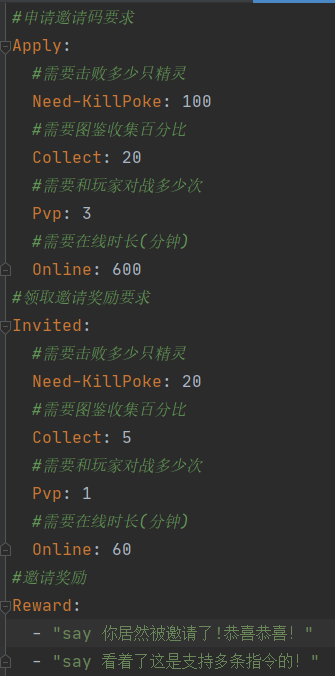 #申请邀请码要求
Apply:
#需要击败多少只精灵
Need-KillPoke: 100
#需要图鉴收集百分比
Collect: 20
#需要和玩家对战多少次
Pvp: 3
#需要在线时长(分钟)
Online: 600
#领取邀请奖励要求
Invited:
#需要击败多少只精灵
Need-KillPoke: 20
#需要图鉴收集百分比
Collect: 5
#需要和玩家对战多少次
Pvp: 1
#需要在线时长(分钟)
Online: 60
#邀请奖励
Reward:
- "say 你居然被邀请了!恭喜恭喜！"
- "say 看着了这是支持多条指令的！"